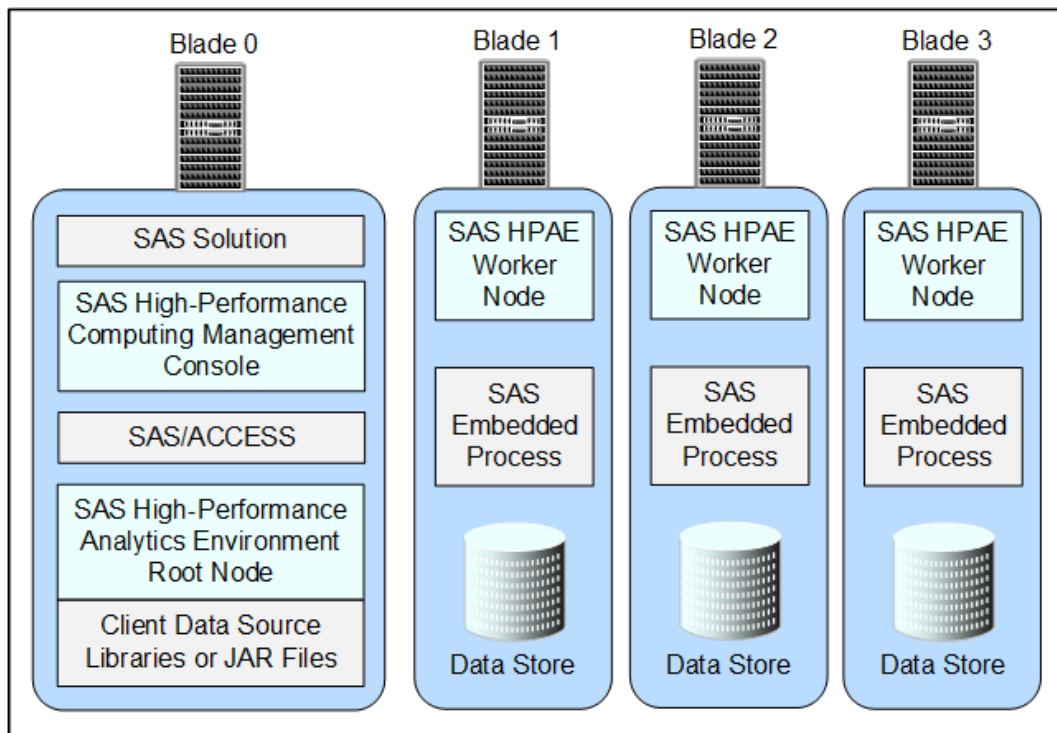 Blade 0
SAS Solution
SAS High-Performance
Computing Management
Console
SAS/ACCESS
SAS High-Performance
Analytics Environment
Root Node
Client Data Source
Libraries or JAR Files
Blade 1
SAS HPAE
Worker
Node
SAS
Embedded
Process
Data Store
Blade 2
SAS HPAE
Worker
Node
SAS
Embedded
Process
Data Store
Blade 3
SAS HPAE
Worker
Node
SAS
Embedded
Process
Data Store